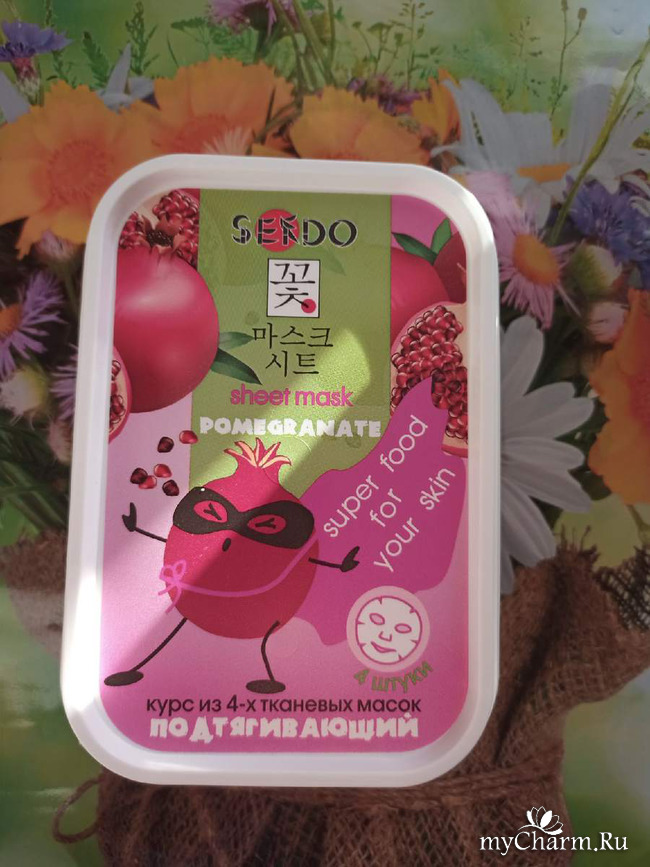 SENDO
꽃
마스크
시트
sheet mask
POMEGRANATE
super food
for
your skin
4 штуки
курс из 4-х тканевых масок
ПОДТЯГИВАЮЩИЙ
myCharm.Ru